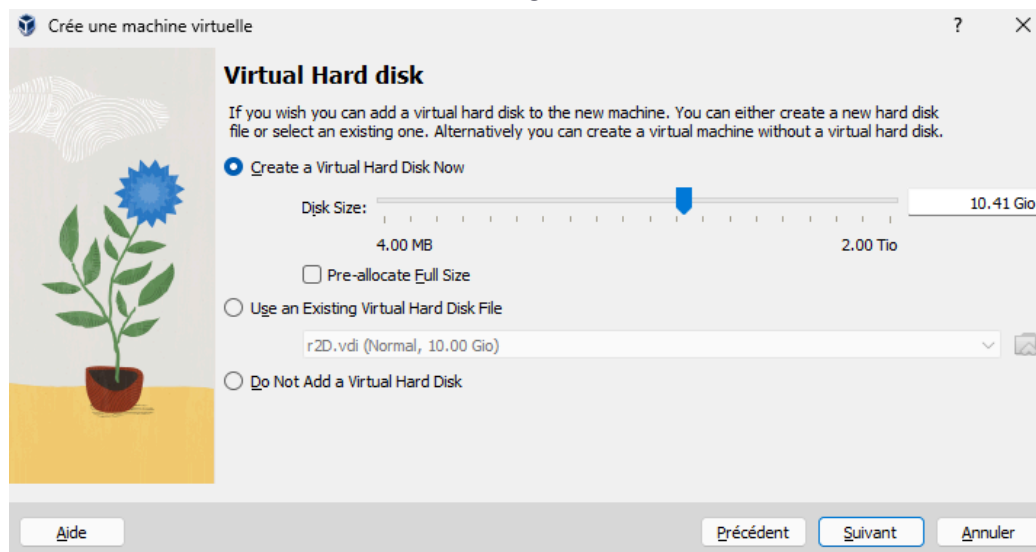 Crée une machine virtuelle
Virtual Hard disk
If you wish you can add a virtual hard disk to the new machine. You can either create a new hard disk
file or select an existing one. Alternatively you can create a virtual machine without a virtual hard disk.
Create a Virtual Hard Disk Now
Disk Size:
10.41 Gio
4.00 MB
2.00 Tio
Pre-allocate Full Size
Use an Existing Virtual Hard Disk File
r2D.vdi (Normal, 10.00 Gio)
Do Not Add a Virtual Hard Disk
Aide
Précédent
Suivant
Annuler